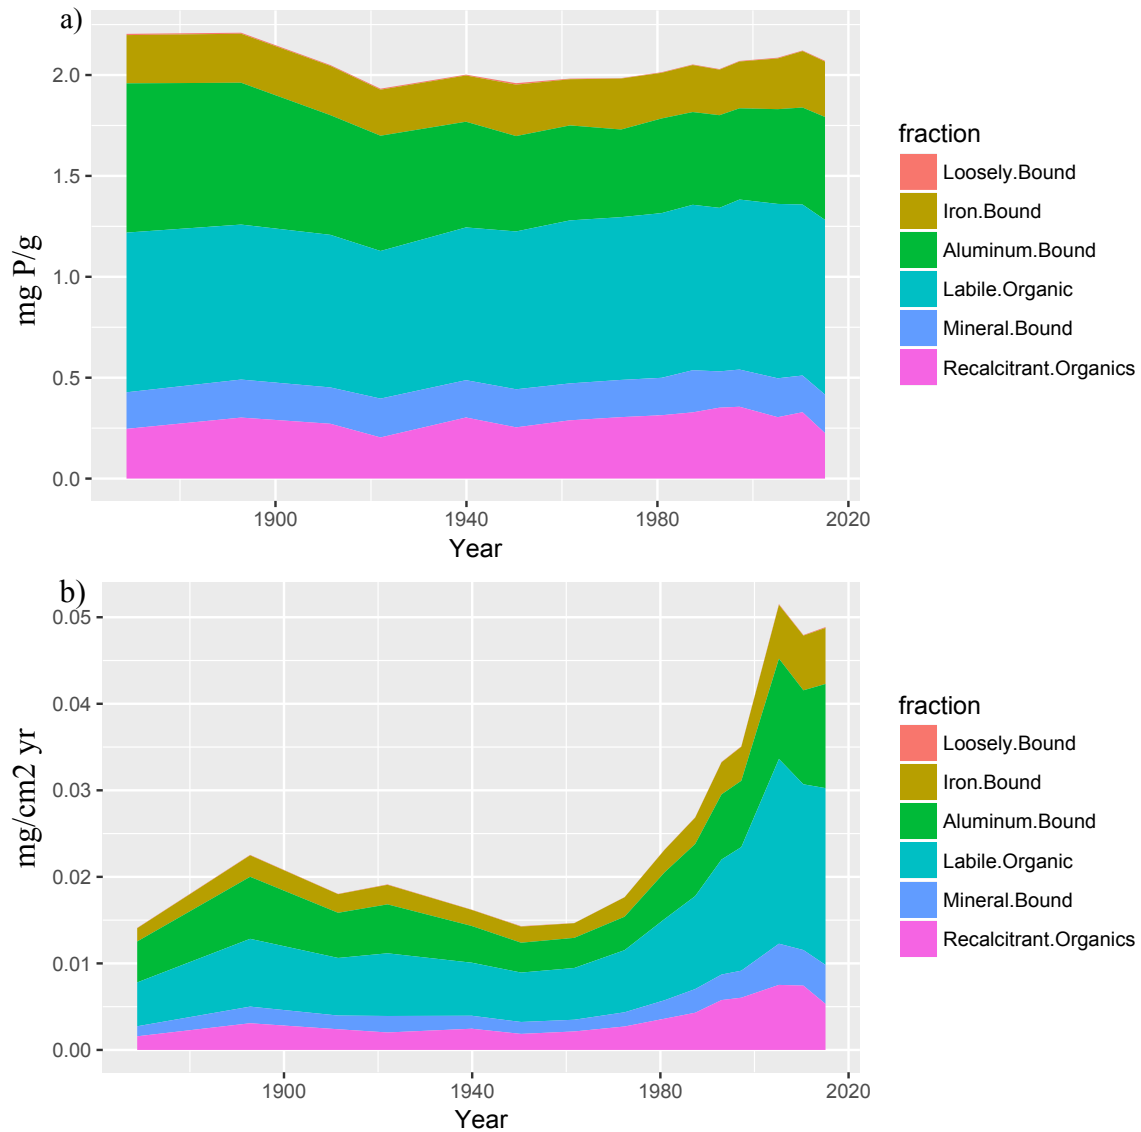 a)
mg P/g
2.0
1.5
1.0
0.5
0.0
1900 1940 1980 2020
Year
fraction
Loosely.Bound
Iron.Bound
Aluminum.Bound
Labile.Organic
Mineral.Bound
Recalcitrant.Organics
b)
mg/cm2 yr
0.05
0.04
0.03
0.02
0.01
0.00
1900 1940 1980 2020
Year
fraction
Loosely.Bound
Iron.Bound
Aluminum.Bound
Labile.Organic
Mineral.Bound
Recalcitrant.Organics